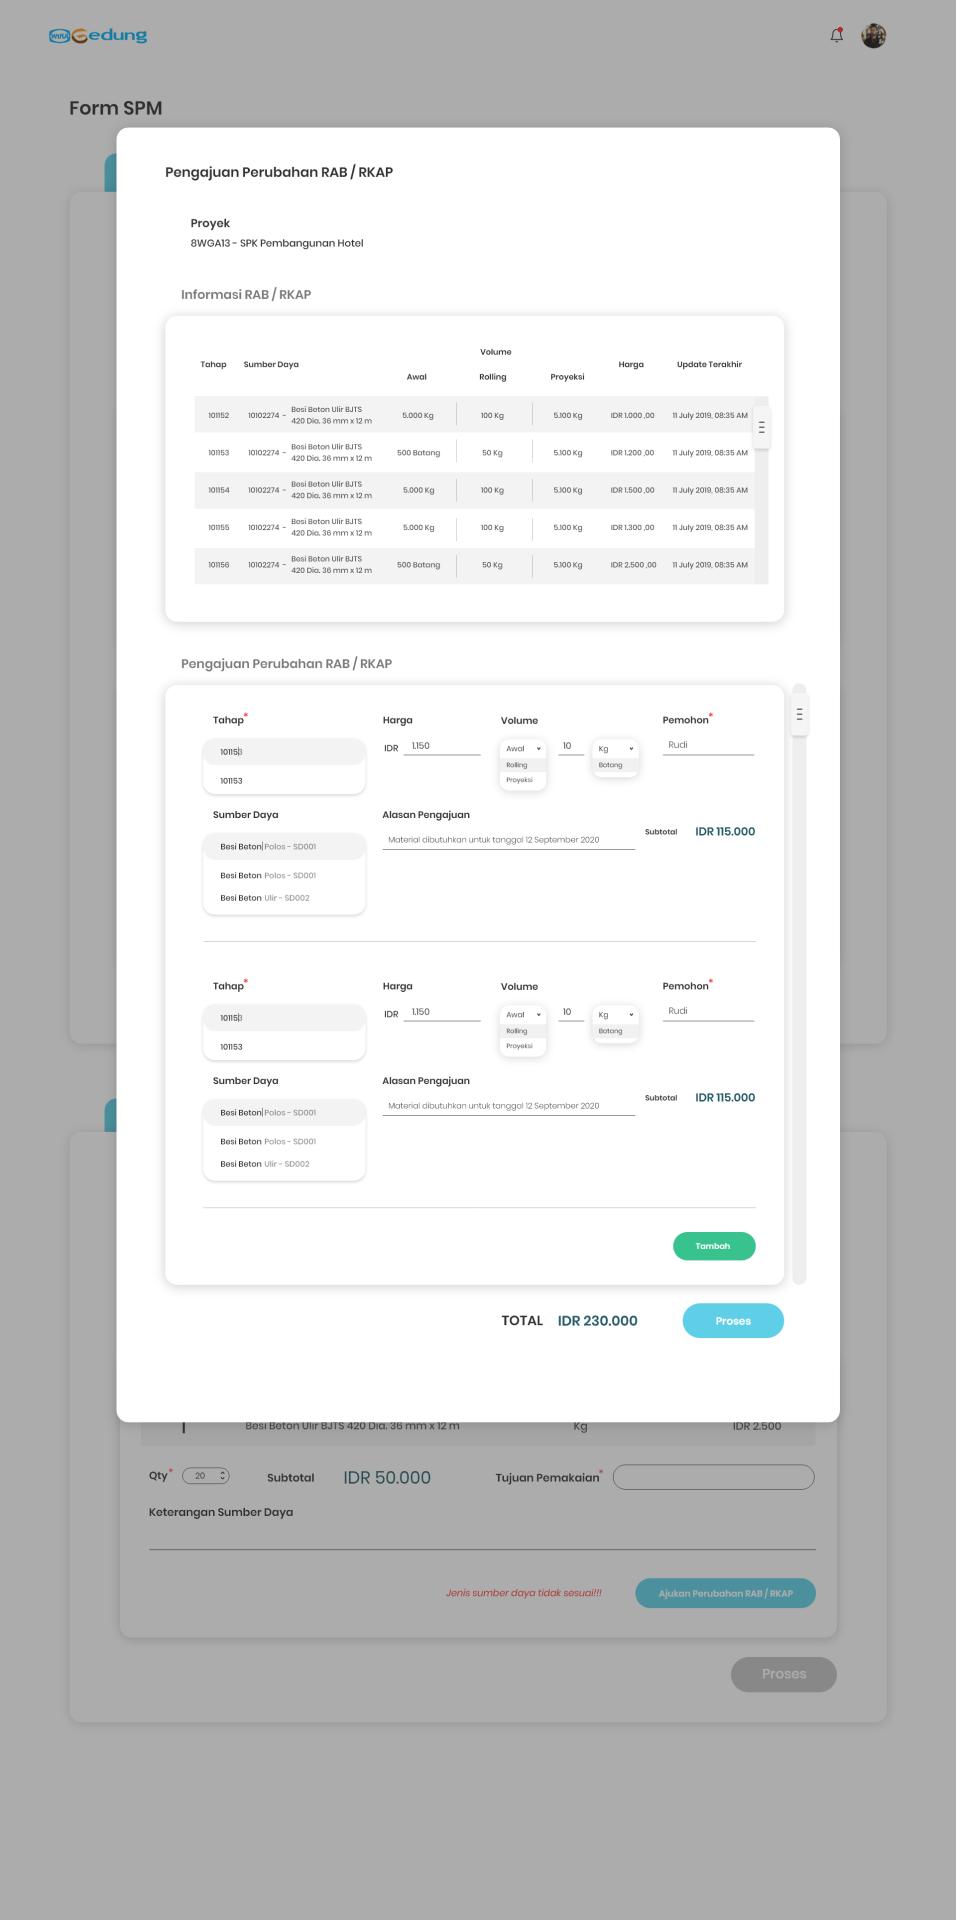 WIKA Gedung
Form SPM
Pengajuan Perubahan RAB / RKAP
Proyek
8WGA13 - SPK Pembangunan Hotel
Informasi RAB / RKAP
Volume
Tahap Sumber Daya Harga Update Terakhir
Awal Rolling Proyeksi
101152 10102274 - Besi Beton Ulir BJTS 5.000 Kg 100 Kg 5.100 Kg IDR 1.000 ,00 11 July 2019, 08:35 AM
420 Dia. 36 mm x 12 m
101153 10102274 - Besi Beton Ulir BJTS 500 Batang 50 Kg 5.100 Kg IDR 1.200 ,00 11 July 2019, 08:35 AM
420 Dia. 36 mm x 12 m
101154 10102274 - Besi Beton Ulir BJTS 5.000 Kg 100 Kg 5.100 Kg IDR 1.500 ,00 11 July 2019, 08:35 AM
420 Dia. 36 mm x 12 m
101155 10102274 - Besi Beton Ulir BJTS 5.000 Kg 100 Kg 5.100 Kg IDR 1.300 ,00 11 July 2019, 08:35 AM
420 Dia. 36 mm x 12 m
101156 10102274 - Besi Beton Ulir BJTS 500 Batang 50 Kg 5.100 Kg IDR 2.500 ,00 11 July 2019, 08:35 AM
420 Dia. 36 mm x 12 m
Pengajuan Perubahan RAB / RKAP
Tahap* Harga Volume Pemohon*
101153 IDR 1.150 Awal 10 Kg Rudi
Rolling Batang
101153 Proyeksi
Sumber Daya Alasan Pengajuan
Subtotal IDR 115.000
Besi Beton Polos - SD001 Material dibutuhkan untuk tanggal 12 September 2020
Besi Beton Polos - SD001
Besi Beton Ulir - SD002
Tahap* Harga Volume Pemohon*
101153 IDR 1.150 Awal 10 Kg Rudi
Rolling Batang
101153 Proyeksi
Sumber Daya Alasan Pengajuan
Subtotal IDR 115.000
Besi Beton Polos - SD001 Material dibutuhkan untuk tanggal 12 September 2020
Besi Beton Polos - SD001
Besi Beton Ulir - SD002
Tambah
TOTAL IDR 230.000 Proses
Besi Beton Ulir BJTS 420 Dia. 36 mm x 12 m Kg IDR 2.500
Qty* 20 Subtotal IDR 50.000 Tujuan Pemakaian*
Keterangan Sumber Daya
Jenis sumber daya tidak sesuai!!! Ajukan Perubahan RAB / RKAP
Proses